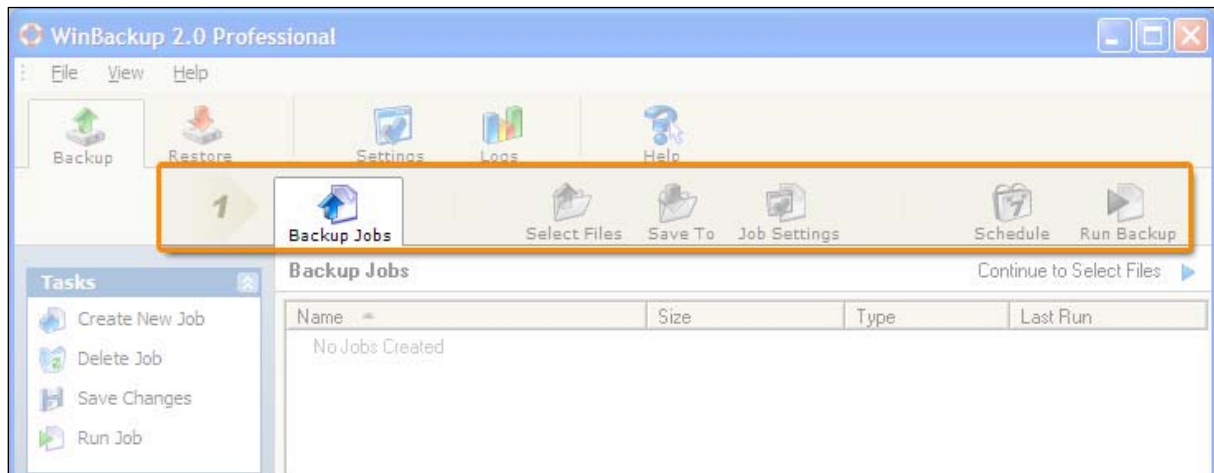 WinBackup 2.0 Professional
File View Help
Backup Restore Settings Logs Help
1 Backup Jobs Select Files Save To Job Settings 7 Schedule Run Backup
Tasks
Create New Job
Delete Job
Save Changes
Run Job
Backup Jobs Continue to Select Files
Name Size Type Last Run
No Jobs Created